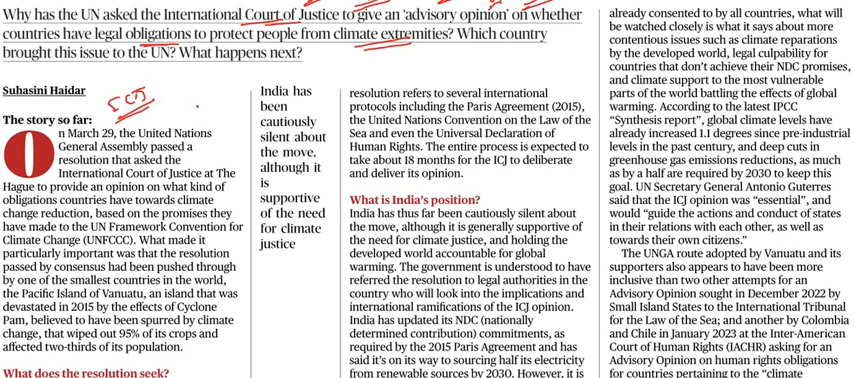 Why has the UN asked the International Court of Justice to give an ‘advisory opinion’ on whether
countries have legal obligations to protect people from climate extremities? Which country
brought this issue to the UN? What happens next?
Suhasini Haidar
The story so far:
On March 29, the United Nations
General Assembly passed a
resolution that asked the
International Court of Justice at The
Hague to provide an opinion on what kind of
obligations countries have towards climate
change reduction, based on the promises they
have made to the UN Framework Convention for
Climate Change (UNFCCC). What made it
particularly important was that the resolution
passed by consensus had been pushed through
by one of the smallest countries in the world,
the Pacific Island of Vanuatu, an island that was
devastated in 2015 by the effects of Cyclone
Pam, believed to have been spurred by climate
change, that wiped out 95% of its crops and
affected two-thirds of its population.
What does the resolution seek?
India has
been
cautiously
silent about
the move,
although it
is
supportive
of the need
for climate
justice
resolution refers to several international
protocols including the Paris Agreement (2015),
the United Nations Convention on the Law of the
Sea and even the Universal Declaration of
Human Rights. The entire process is expected to
take about 18 months for the ICJ to deliberate
and deliver its opinion.
What is India’s position?
India has thus far been cautiously silent about
the move, although it is generally supportive of
the need for climate justice, and holding the
developed world accountable for global
warming. The government is understood to have
referred the resolution to legal authorities in the
country who will look into the implications and
international ramifications of the ICJ opinion.
India has updated its NDC (nationally
determined contribution) commitments, as
required by the 2015 Paris Agreement and has
said it’s on its way to sourcing half its electricity
from renewable sources by 2030. However, it is
already consented to by all countries, what will
be watched closely is what it says about more
contentious issues such as climate reparations
by the developed world, legal culpability for
countries that don’t achieve their NDC promises,
and climate support to the most vulnerable
parts of the world battling the effects of global
warming. According to the latest IPCC
“Synthesis report”, global climate levels have
already increased 1.1 degrees since pre-industrial
levels in the past century, and deep cuts in
greenhouse gas emissions reductions, as much
as by a half are required by 2030 to keep this
goal. UN Secretary General Antonio Guterres
said that the ICJ opinion was “essential”, and
would “guide the actions and conduct of states
in their relations with each other, as well as
towards their own citizens.”
The UNGA route adopted by Vanuatu and its
supporters also appears to have been more
inclusive than two other attempts for an
Advisory Opinion sought in December 2022 by
Small Island States to the International Tribunal
for the Law of the Sea; and another by Colombia
and Chile in January 2023 at the Inter-American
Court of Human Rights (IACHR) asking for an
Advisory Opinion on human rights obligations
for countries pertaining to the “climate